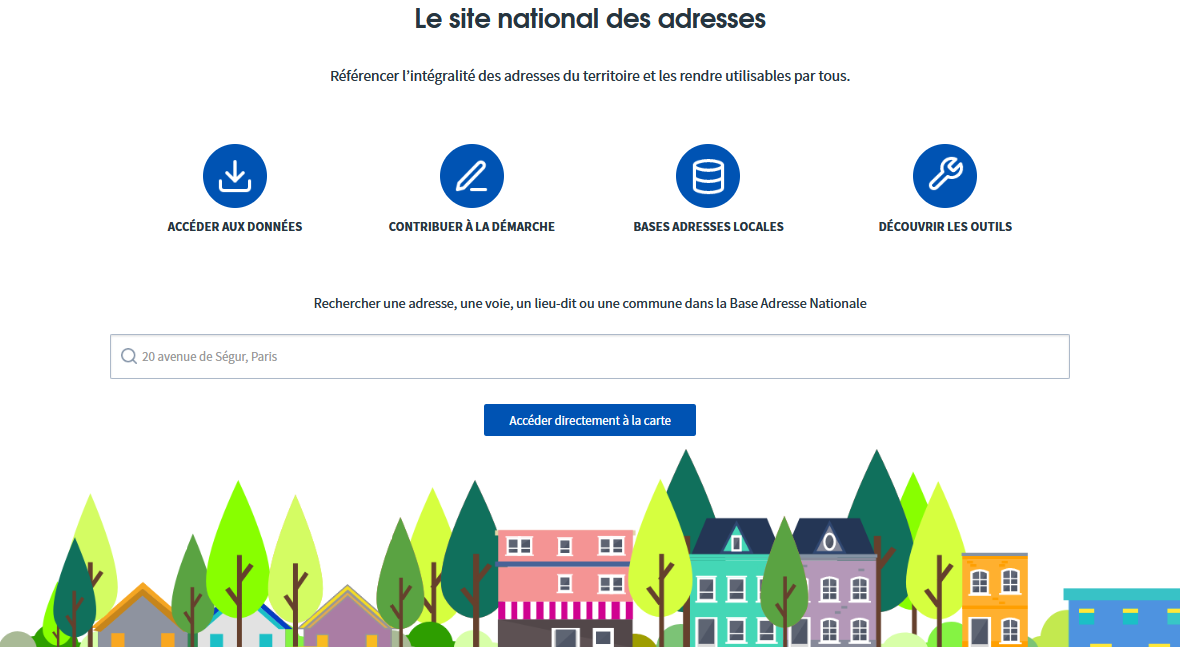 Le site national des adresses
Référencer l’intégralité des adresses du territoire et les rendre utilisables par tous.
ACCÉDER AUX DONNÉES
CONTRIBUER À LA DÉMARCHE
BASES ADRESSES LOCALES
DÉCOUVRIR LES OUTILS
Rechercher une adresse, une voie, un lieu-dit ou une commune dans la Base Adresse Nationale
20 avenue de Ségur, Paris
Accéder directement à la carte